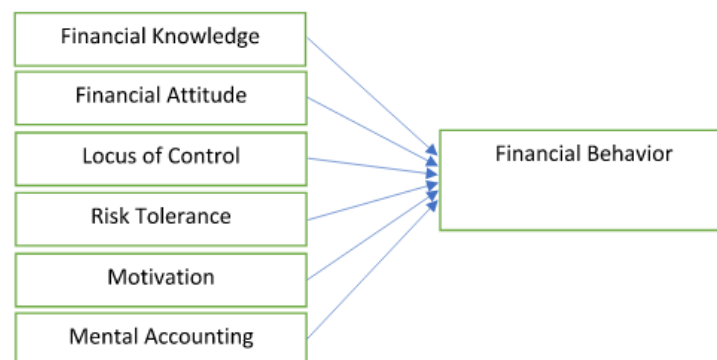 Financial Knowledge
Financial Attitude
Locus of Control
Risk Tolerance
Motivation
Mental Accounting
Financial Behavior